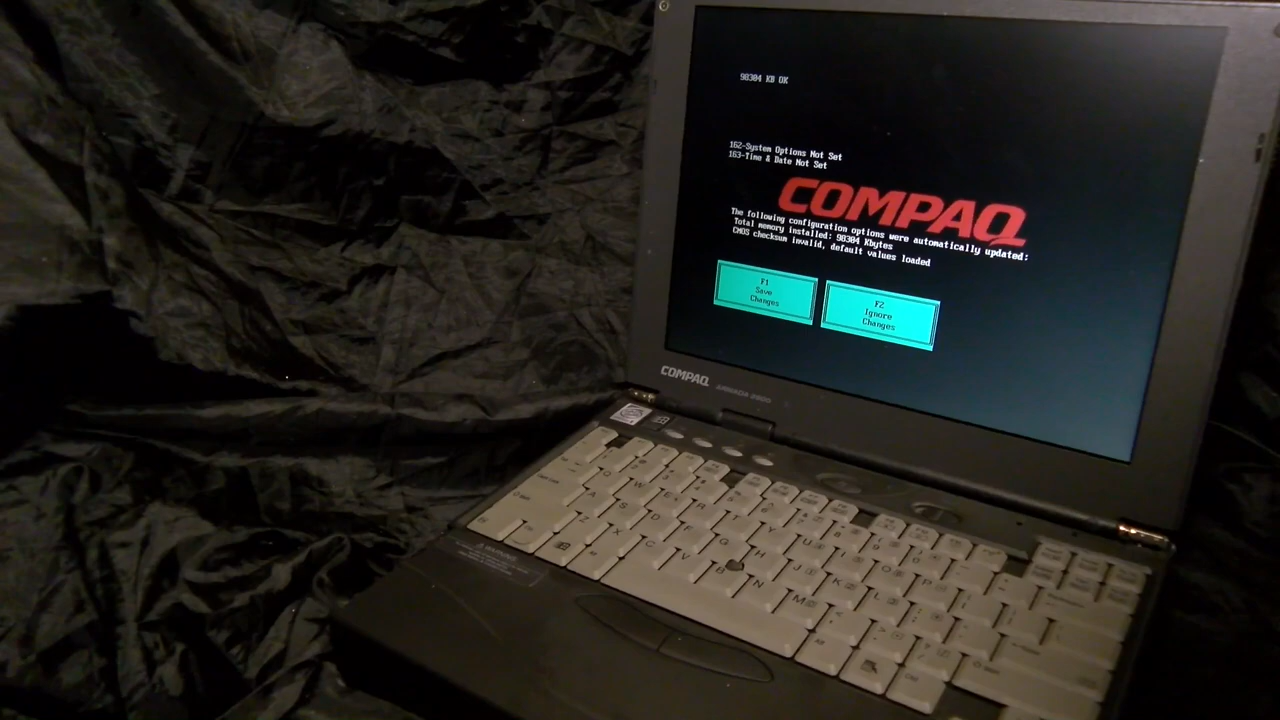 98304 KB OK
162-System Options Not Set
163-Time & Date Not Set
COMPAQ
The following configuration options were automatically updated:
Total memory installed: 98304 Kbytes
CMOS checksum invalid, default values loaded
F1
Save
Changes
F2
Ignore
Changes
COMPAQ
WARNING
Q W E R T Y U I O P
A S D F G H J K L
Z X C V B N M